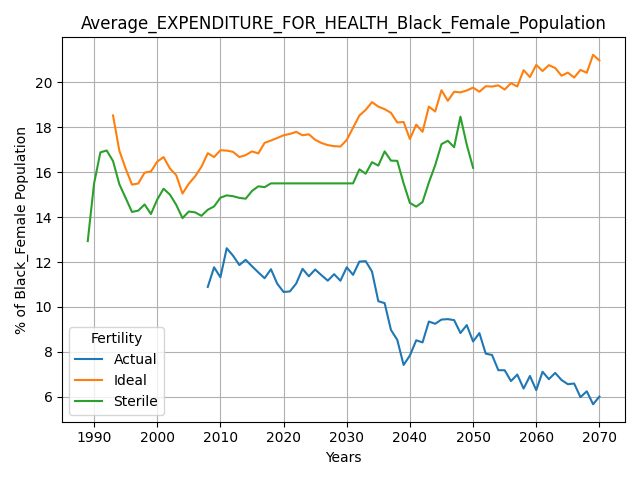 Average_EXPENDITURE_FOR_HEALTH_Black_Female_Population
% of Black_Female Population
20
18
16
14
12
10
8
6
Fertility
Actual
Ideal
Sterile
1990 2000 2010 2020 2030 2040 2050 2060 2070
Years